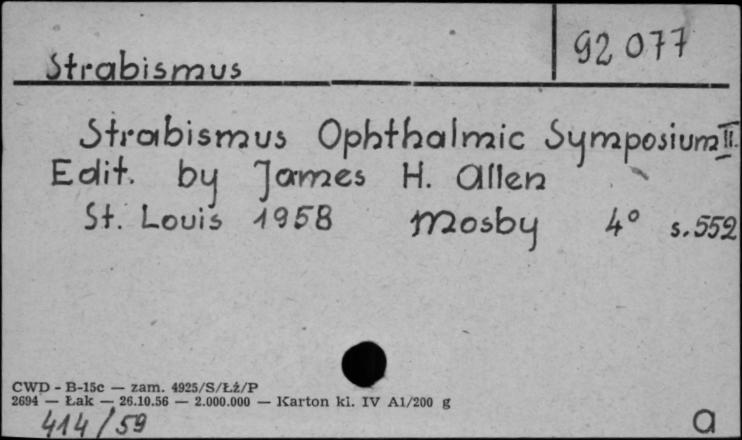 92 077
Strabismus
Strabismus Ophthalmic Symposium II.
Edit. by James H. Allen
St. Louis 1958 Mosby 4° s. 552
CWD - B-15c — zam. 4925/S/Łż/P
2694 — Łak — 26.10.56 — 2.000.000 — Karton kl. IV A1/200 g
414/59
a